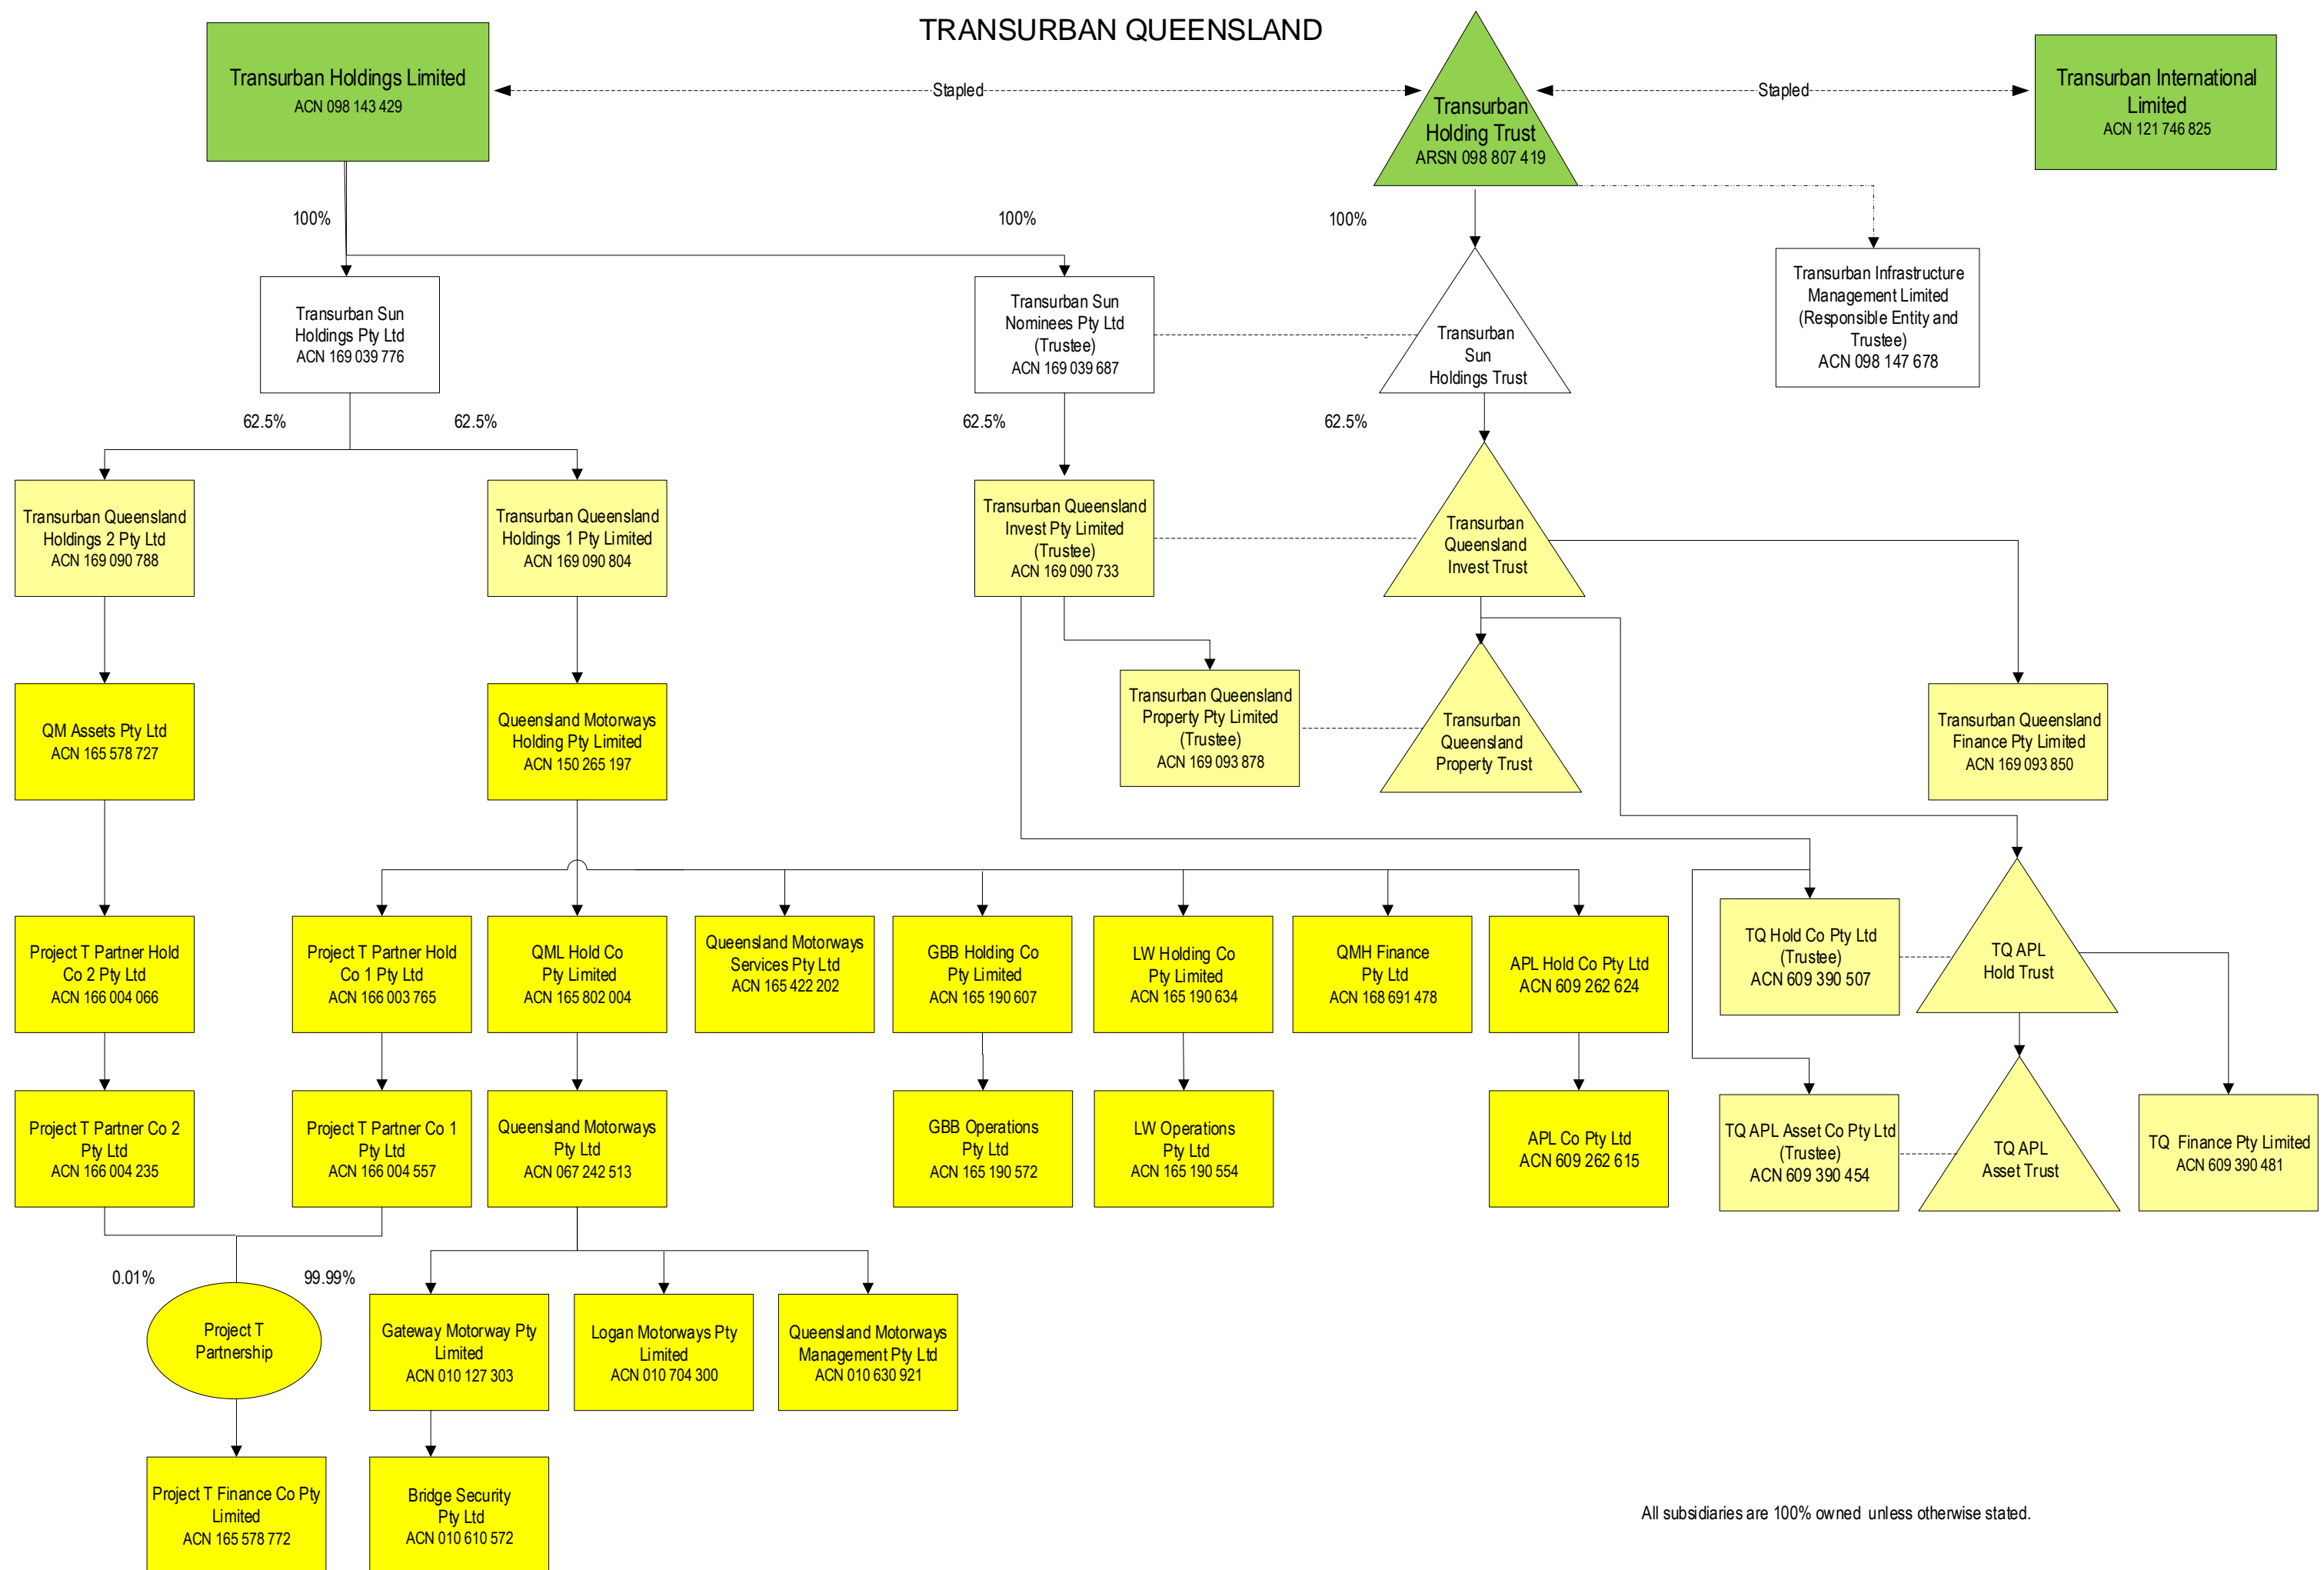 TRANSURBAN QUEENSLAND
Transurban Holdings Limited
ACN 098 143 429
Stapled
Transurban
Holding Trust
ARSN 098 807 419
Stapled
Transurban International
Limited
ACN 121 746 825
100%
100%
100%
Transurban Sun
Holdings Pty Ltd
ACN 169 039 776
Transurban Sun
Nominees Pty Ltd
(Trustee)
ACN 169 039 687
Transurban
Sun
Holdings Trust
Transurban Infrastructure
Management Limited
(Responsible Entity and
Trustee)
ACN 098 147 678
62.5%
62.5%
62.5%
62.5%
Transurban Queensland
Holdings 2 Pty Ltd
ACN 169 090 788
Transurban Queensland
Holdings 1 Pty Limited
ACN 169 090 804
Transurban Queensland
Invest Pty Limited
(Trustee)
ACN 169 090 733
Transurban
Queensland
Invest Trust
QM Assets Pty Ltd
ACN 165 578 727
Queensland Motorways
Holding Pty Limited
ACN 150 265 197
Transurban Queensland
Property Pty Limited
(Trustee)
ACN 169 093 878
Transurban
Queensland
Property Trust
Transurban Queensland
Finance Pty Limited
ACN 169 093 850
Project T Partner Hold
Co 2 Pty Ltd
ACN 166 004 066
Project T Partner Hold
Co 1 Pty Ltd
ACN 166 003 765
QML Hold Co
Pty Limited
ACN 165 802 004
Queensland Motorways
Services Pty Ltd
ACN 165 422 202
GBB Holding Co
Pty Limited
ACN 165 190 607
LW Holding Co
Pty Limited
ACN 165 190 634
QMH Finance
Pty Ltd
ACN 168 691 478
APL Hold Co Pty Ltd
ACN 609 262 624
TQ Hold Co Pty Ltd
(Trustee)
ACN 609 390 507
TQ APL
Hold Trust
Project T Partner Co 2
Pty Ltd
ACN 166 004 235
Project T Partner Co 1
Pty Ltd
ACN 166 004 557
Queensland Motorways
Pty Ltd
ACN 067 242 513
GBB Operations
Pty Ltd
ACN 165 190 572
LW Operations
Pty Ltd
ACN 165 190 554
APL Co Pty Ltd
ACN 609 262 615
TQ APL Asset Co Pty Ltd
(Trustee)
ACN 609 390 454
TQ APL
Asset Trust
TQ Finance Pty Limited
ACN 609 390 481
0.01%
99.99%
Project T
Partnership
Gateway Motorway Pty
Limited
ACN 010 127 303
Logan Motorways Pty
Limited
ACN 010 704 300
Queensland Motorways
Management Pty Ltd
ACN 010 630 921
Project T Finance Co Pty
Limited
ACN 165 578 772
Bridge Security
Pty Ltd
ACN 010 610 572
All subsidiaries are 100% owned unless otherwise stated.